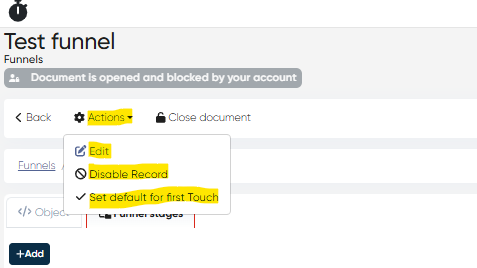 Test funnel
Funnels
Document is opened and blocked by your account
Back Actions Close document
Edit
Disable Record
Set default for first Touch
Funnels /
</> Object
Funnel stages
+Add